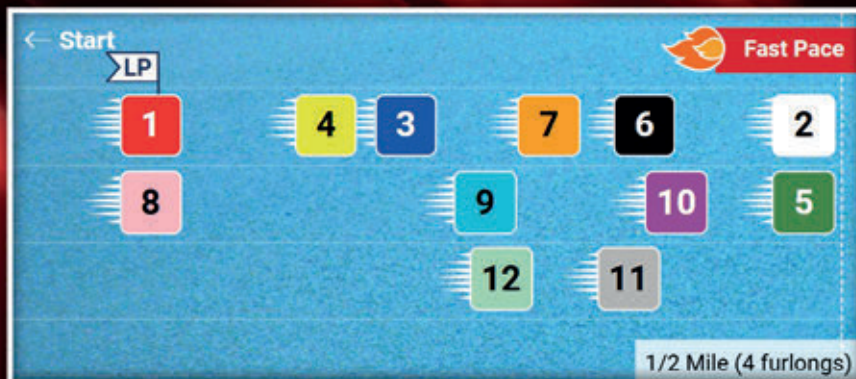 ← Start
Fast Pace
LP
1 4 3 7 6 2
8 9 10 5
12 11
1/2 Mile (4 furlongs)